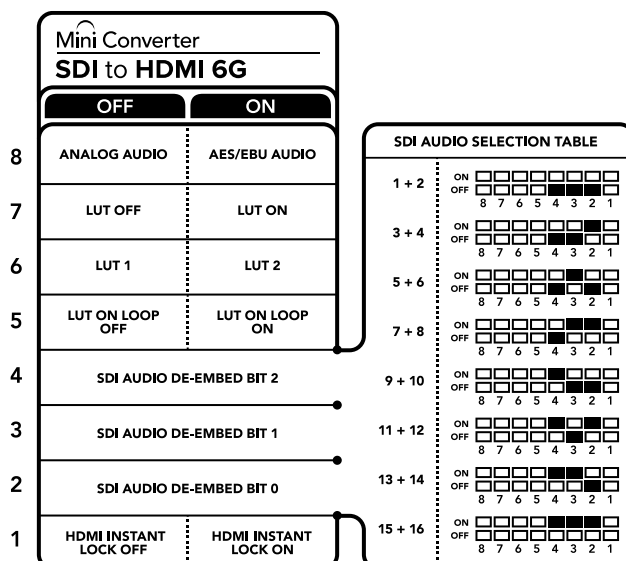 Mini Converter
SDI to HDMI 6G
OFF ON
8 ANALOG AUDIO AES/EBU AUDIO
7 LUT OFF LUT ON
6 LUT 1 LUT 2
5 LUT ON LOOP OFF LUT ON LOOP ON
4 SDI AUDIO DE-EMBED BIT 2
3 SDI AUDIO DE-EMBED BIT 1
2 SDI AUDIO DE-EMBED BIT 0
1 HDMI INSTANT LOCK OFF HDMI INSTANT LOCK ON
SDI AUDIO SELECTION TABLE
1 + 2 ON
OFF
8 7 6 5 4 3 2 1
3 + 4 ON
OFF
8 7 6 5 4 3 2 1
5 + 6 ON
OFF
8 7 6 5 4 3 2 1
7 + 8 ON
OFF
8 7 6 5 4 3 2 1
9 + 10 ON
OFF
8 7 6 5 4 3 2 1
11 + 12 ON
OFF
8 7 6 5 4 3 2 1
13 + 14 ON
OFF
8 7 6 5 4 3 2 1
15 + 16 ON
OFF
8 7 6 5 4 3 2 1